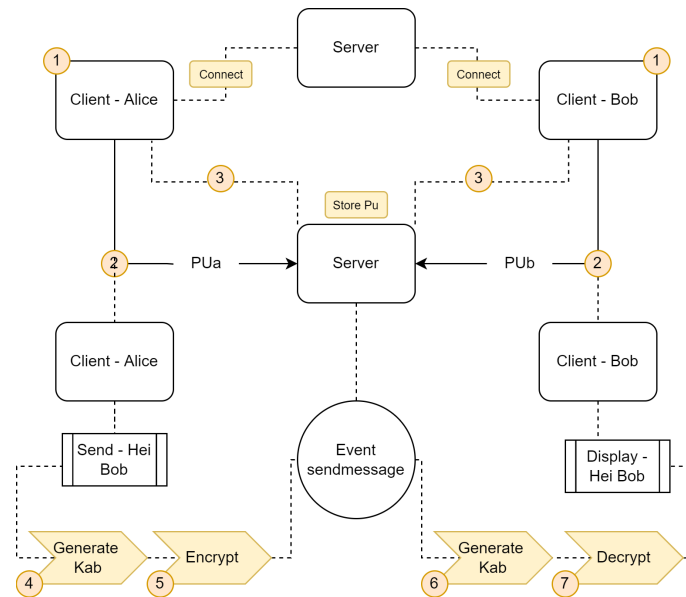 1
Server
1
Connect
Connect
Client - Alice
Client - Bob
3
3
Store Pu
2
PUa
Server
PUb
2
Client - Alice
Client - Bob
Send - Hei
Bob
Event
sendmessage
Display -
Hei Bob
Generate
Kab
Encrypt
Generate
Kab
Decrypt
4
5
6
7